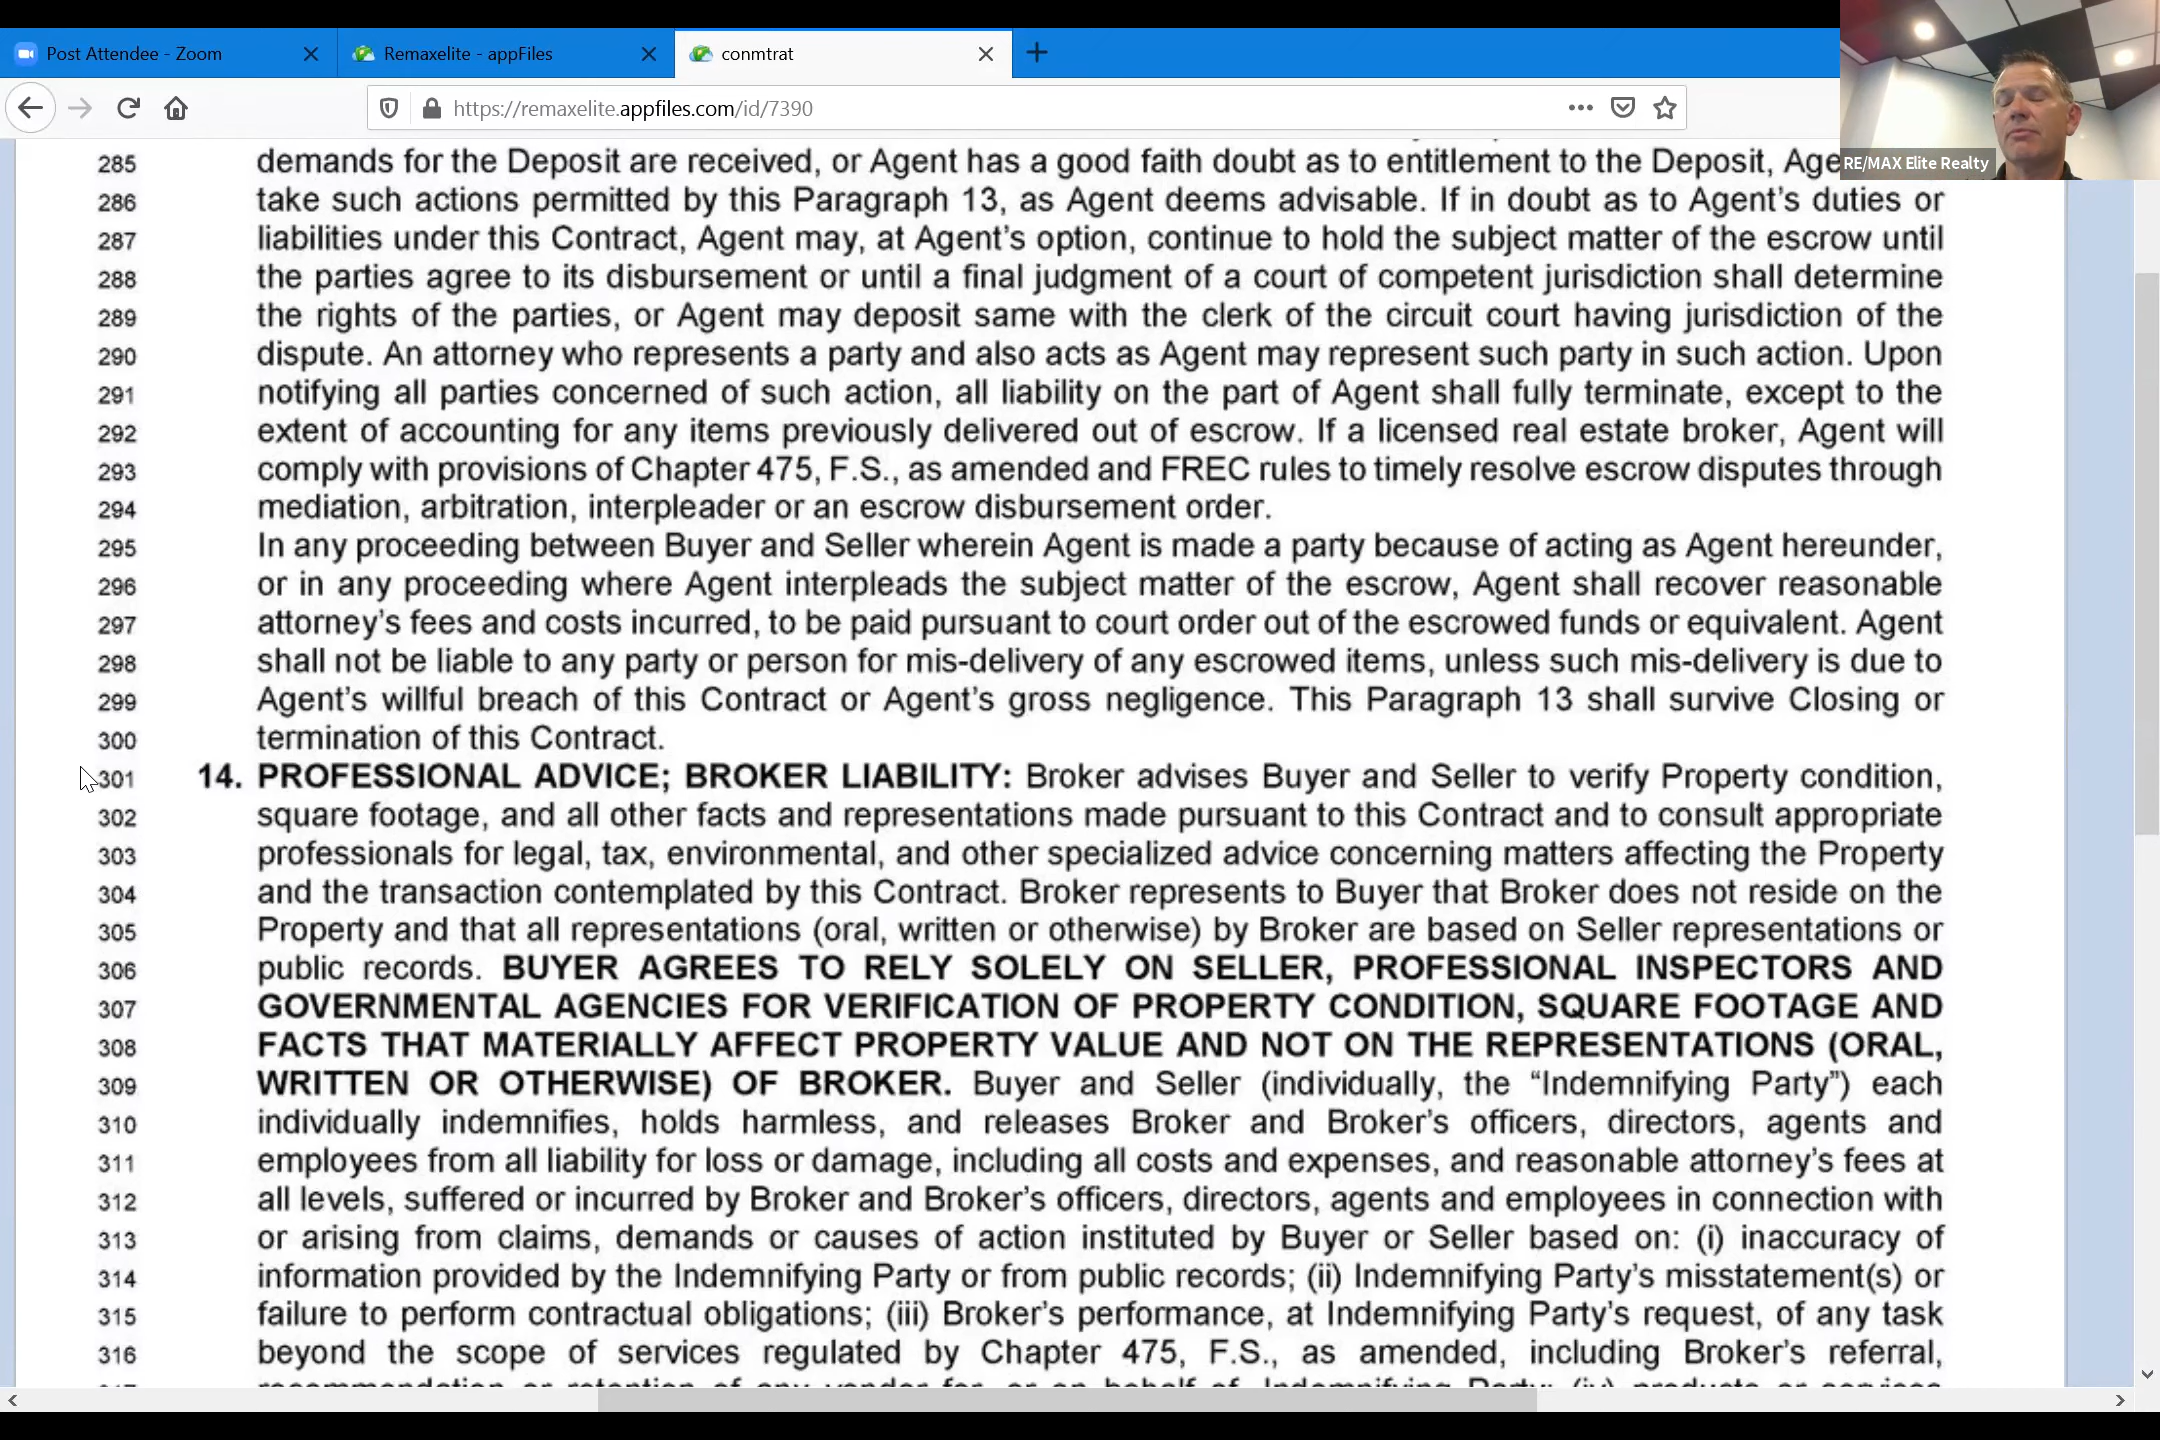 Post Attendee - Zoom
Remaxelite - appFiles
conmtrat
https://remaxelite.appfiles.com/id/7390
RE/MAX Elite Realty
285 demands for the Deposit are received, or Agent has a good faith doubt as to entitlement to the Deposit, Age
286 take such actions permitted by this Paragraph 13, as Agent deems advisable. If in doubt as to Agent's duties or
287 liabilities under this Contract, Agent may, at Agent's option, continue to hold the subject matter of the escrow until
288 the parties agree to its disbursement or until a final judgment of a court of competent jurisdiction shall determine
289 the rights of the parties, or Agent may deposit same with the clerk of the circuit court having jurisdiction of the
290 dispute. An attorney who represents a party and also acts as Agent may represent such party in such action. Upon
291 notifying all parties concerned of such action, all liability on the part of Agent shall fully terminate, except to the
292 extent of accounting for any items previously delivered out of escrow. If a licensed real estate broker, Agent will
293 comply with provisions of Chapter 475, F.S., as amended and FREC rules to timely resolve escrow disputes through
294 mediation, arbitration, interpleader or an escrow disbursement order.
295 In any proceeding between Buyer and Seller wherein Agent is made a party because of acting as Agent hereunder,
296 or in any proceeding where Agent interpleads the subject matter of the escrow, Agent shall recover reasonable
297 attorney's fees and costs incurred, to be paid pursuant to court order out of the escrowed funds or equivalent. Agent
298 shall not be liable to any party or person for mis-delivery of any escrowed items, unless such mis-delivery is due to
299 Agent's willful breach of this Contract or Agent's gross negligence. This Paragraph 13 shall survive Closing or
300 termination of this Contract.
301 14. PROFESSIONAL ADVICE; BROKER LIABILITY: Broker advises Buyer and Seller to verify Property condition,
302 square footage, and all other facts and representations made pursuant to this Contract and to consult appropriate
303 professionals for legal, tax, environmental, and other specialized advice concerning matters affecting the Property
304 and the transaction contemplated by this Contract. Broker represents to Buyer that Broker does not reside on the
305 Property and that all representations (oral, written or otherwise) by Broker are based on Seller representations or
306 public records. BUYER AGREES TO RELY SOLELY ON SELLER, PROFESSIONAL INSPECTORS AND
307 GOVERNMENTAL AGENCIES FOR VERIFICATION OF PROPERTY CONDITION, SQUARE FOOTAGE AND
308 FACTS THAT MATERIALLY AFFECT PROPERTY VALUE AND NOT ON THE REPRESENTATIONS (ORAL,
309 WRITTEN OR OTHERWISE) OF BROKER. Buyer and Seller (individually, the “Indemnifying Party”) each
310 individually indemnifies, holds harmless, and releases Broker and Broker's officers, directors, agents and
311 employees from all liability for loss or damage, including all costs and expenses, and reasonable attorney's fees at
312 all levels, suffered or incurred by Broker and Broker's officers, directors, agents and employees in connection with
313 or arising from claims, demands or causes of action instituted by Buyer or Seller based on: (i) inaccuracy of
314 information provided by the Indemnifying Party or from public records; (ii) Indemnifying Party's misstatement(s) or
315 failure to perform contractual obligations; (iii) Broker's performance, at Indemnifying Party's request, of any task
316 beyond the scope of services regulated by Chapter 475, F.S., as amended, including Broker's referral,